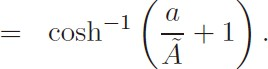 = cosh⁻¹ ( a / Ã + 1 ) .